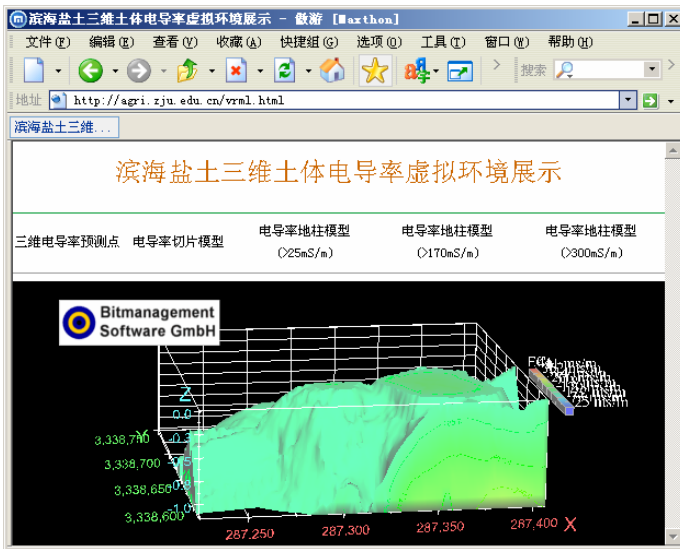 滨海盐土三维土体电导率虚拟环境展示 - 傲游 [Maxthon]
文件(F) 编辑(E) 查看(V) 收藏(A) 快捷组(G) 选项(O) 工具(T) 窗口(W) 帮助(H)
搜索
地址 http://agri.zju.edu.cn/vrml.html
滨海盐土三维...
滨海盐土三维土体电导率虚拟环境展示
三维电导率预测点 电导率切片模型 电导率地柱模型 电导率地柱模型 电导率地柱模型
(>25mS/m) (>170mS/m) (>300mS/m)
Bitmanagement
Software GmbH
Z
0.0
Y
3,338,700
3,338,650
3,338,600
287,250 287,300 287,350 287,400 X